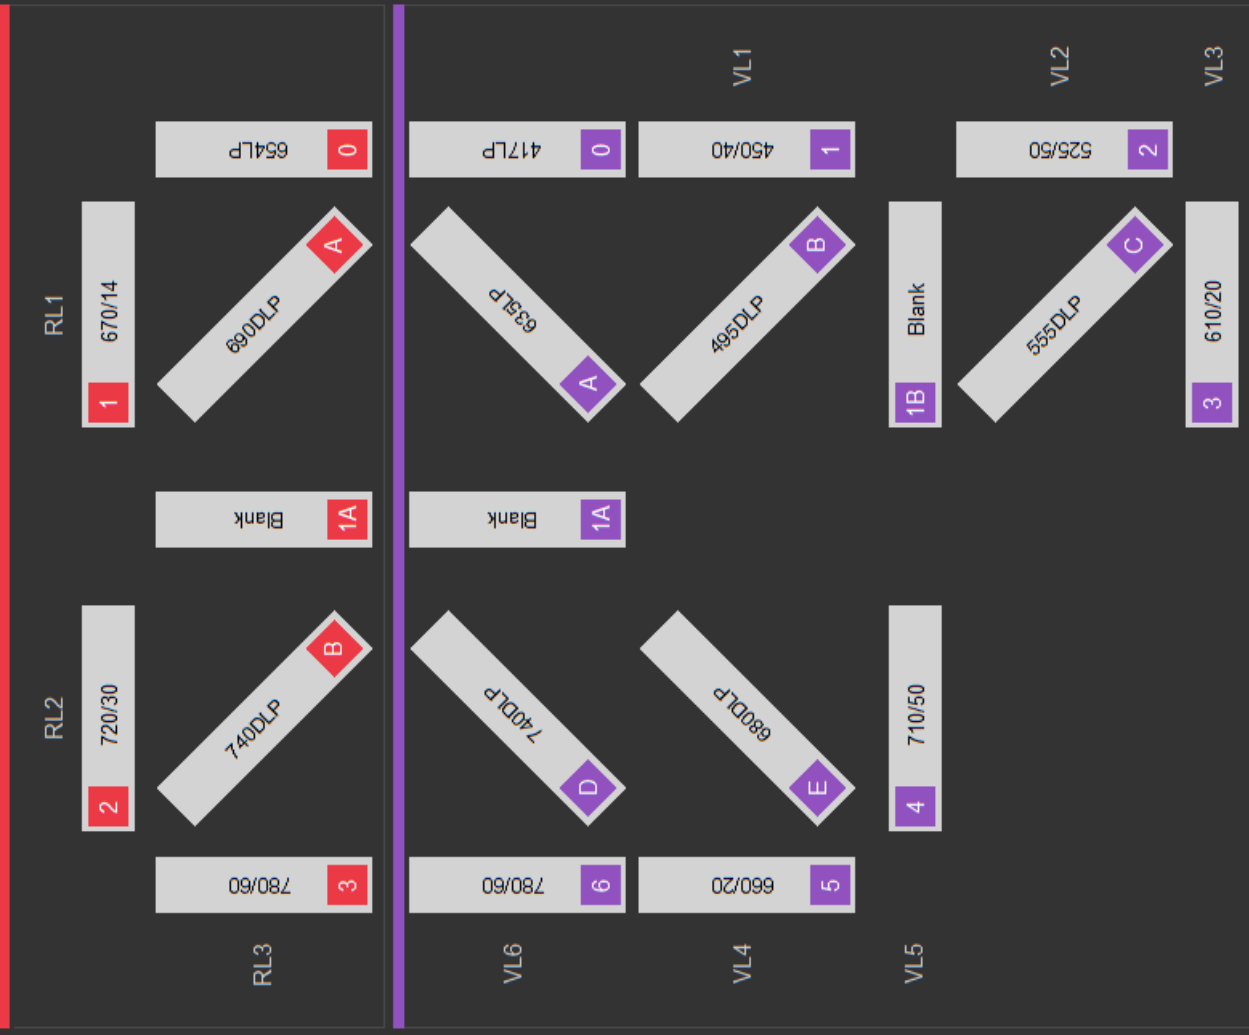 VL1
VL2
VL3
654LP
0
417LP
0
450/40
1
525/50
2
RL1
670/14
1
690DLP
A
635LP
A
495DLP
B
Blank
1B
555DLP
C
610/20
3
Blank
1A
Blank
1A
RL2
720/30
2
740DLP
B
740DLP
D
680DLP
E
710/50
4
780/60
3
780/60
6
660/20
5
RL3
VL6
VL4
VL5